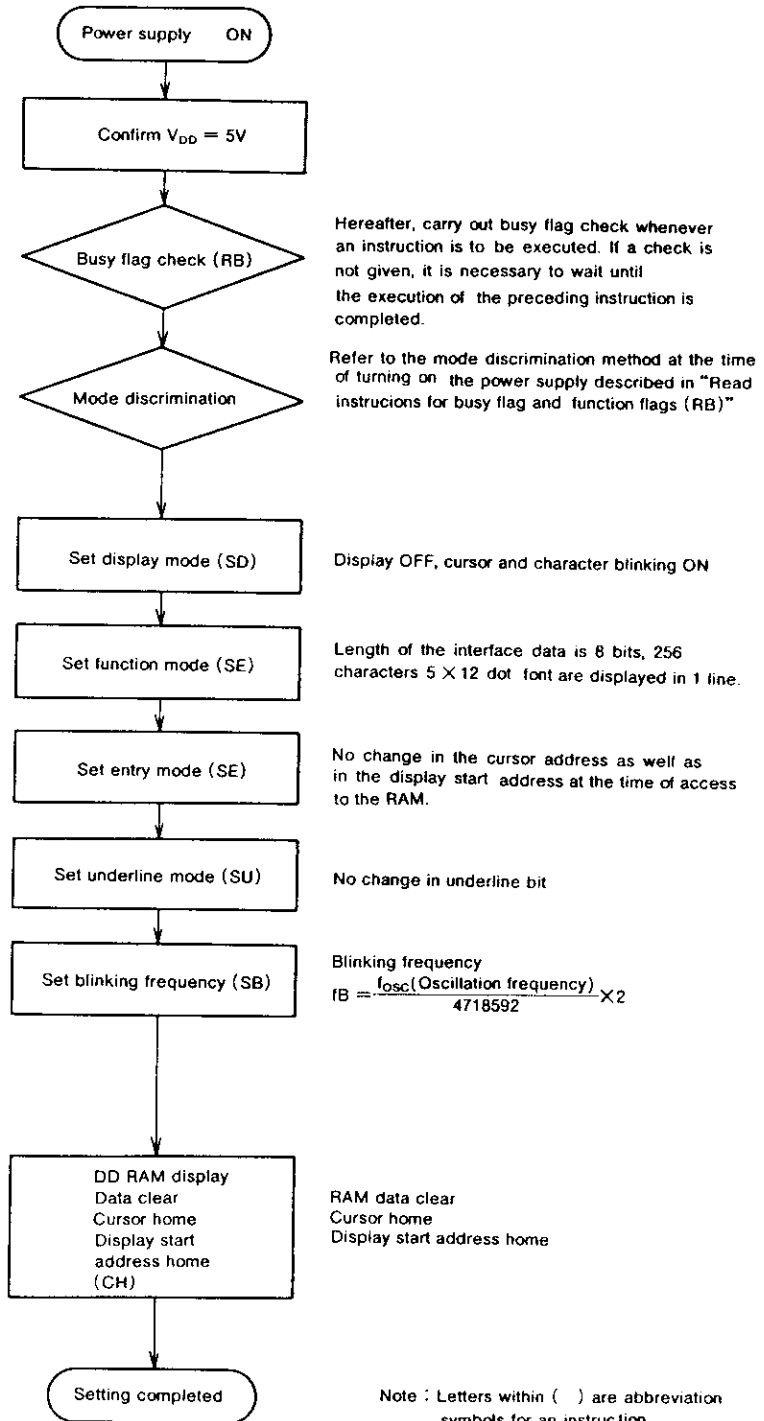 Power supply ON
Confirm VDD = 5V
Busy flag check (RB)
Hereafter, carry out busy flag check whenever
an instruction is to be executed. If a check
is not given, it is necessary to wait until
the execution of the preceding instruction is
completed.
Mode discrimination
Refer to the mode discrimination method at the time
of turning on the power supply described in "Read
instrucions for busy flag and function flags (RB)"
Set display mode (SD)
Display OFF, cursor and character blinking ON
Set function mode (SE)
Length of the interface data is 8 bits, 256
characters 5 × 12 dot font are displayed in 1 line.
Set entry mode (SE)
No change in the cursor address as well as
in the display start address at the time of access
to the RAM.
Set underline mode (SU)
No change in underline bit
Set blinking frequency (SB)
Blinking frequency
fB = fosc(Oscillation frequency) / 4718592 ×2
DD RAM display
Data clear
Cursor home
Display start
address home
(CH)
RAM data clear
Cursor home
Display start address home
Setting completed
Note : Letters within ( ) are abbreviation
symbols for an instruction